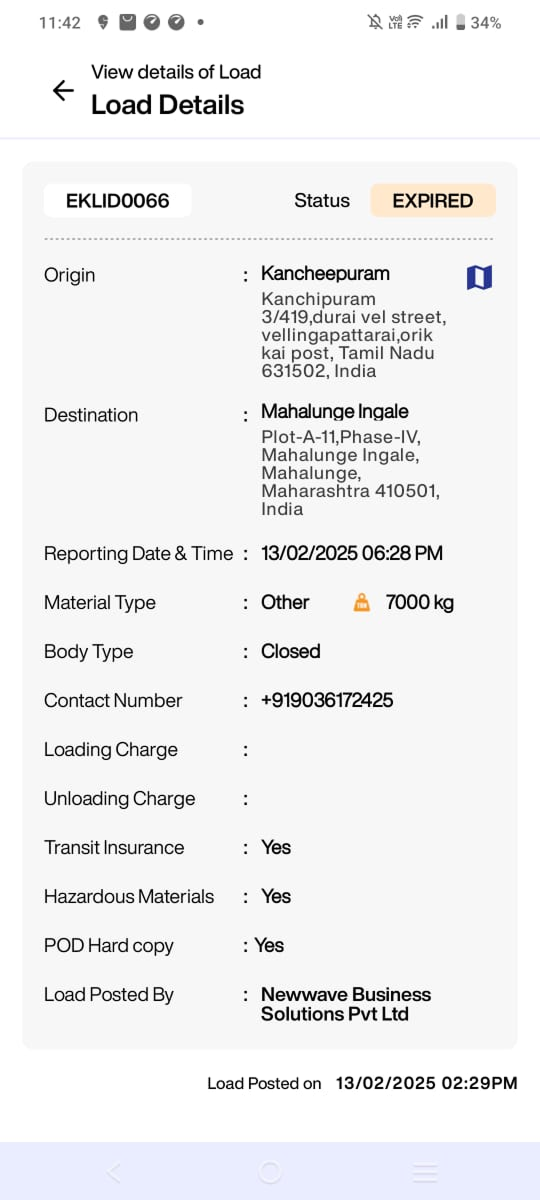 11:42
34%
View details of Load
Load Details
EKLID0066 Status EXPIRED
Origin : Kancheepuram
Kanchipuram
3/419,durai vel street,
vellingapattarai,orik
kai post, Tamil Nadu
631502, India
Destination : Mahalunge Ingale
Plot-A-11,Phase-IV,
Mahalunge Ingale,
Mahalunge,
Maharashtra 410501,
India
Reporting Date & Time : 13/02/2025 06:28 PM
Material Type : Other 7000 kg
Body Type : Closed
Contact Number : +919036172425
Loading Charge :
Unloading Charge :
Transit Insurance : Yes
Hazardous Materials : Yes
POD Hard copy : Yes
Load Posted By : Newwave Business
Solutions Pvt Ltd
Load Posted on 13/02/2025 02:29PM